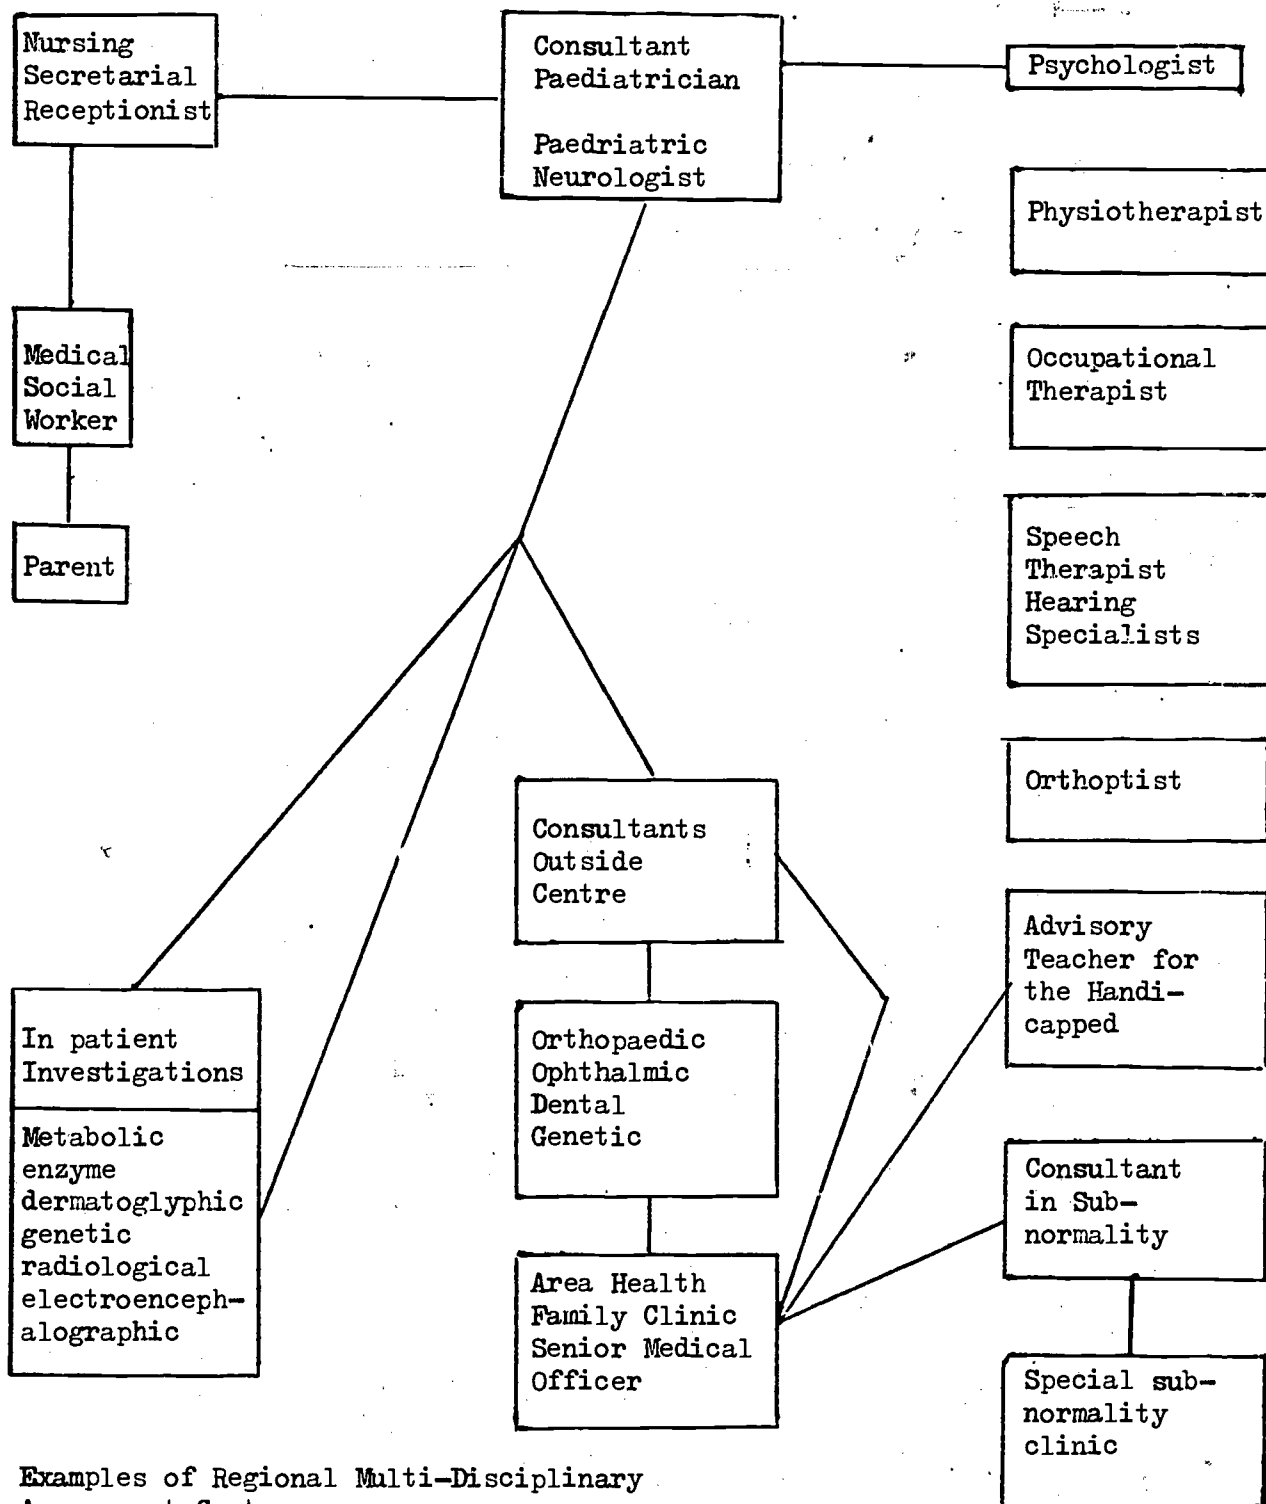 Nursing
Secretarial
Receptionist
Consultant
Paediatrician
Paedriatric
Neurologist
Psychologist
Physiotherapist
Occupational
Therapist
Medical
Social
Worker
Parent
Speech
Therapist
Hearing
Specialists
Orthoptist
Consultants
Outside
Centre
Advisory
Teacher for
the Handi-
capped
In patient
Investigations
Metabolic
enzyme
dermatoglyphic
genetic
radiological
electroenceph-
alographic
Orthopaedic
Ophthalmic
Dental
Genetic
Consultant
in Sub-
normality
Area Health
Family Clinic
Senior Medical
Officer
Special sub-
normality
clinic
Examples of Regional Multi-Disciplinary